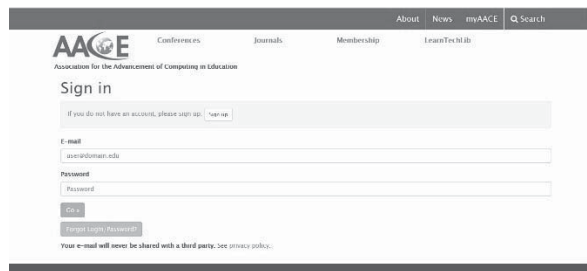 About News myAACE Search
AACE
Conferences Journals Membership LearnTechLib
Association for the Advancement of Computing in Education
Sign in
If you do not have an account, please sign up. Sign up
E-mail
user@domain.edu
Password
Password
Go »
Forgot Login, Password?
Your e-mail will never be shared with a third party. See privacy policy.